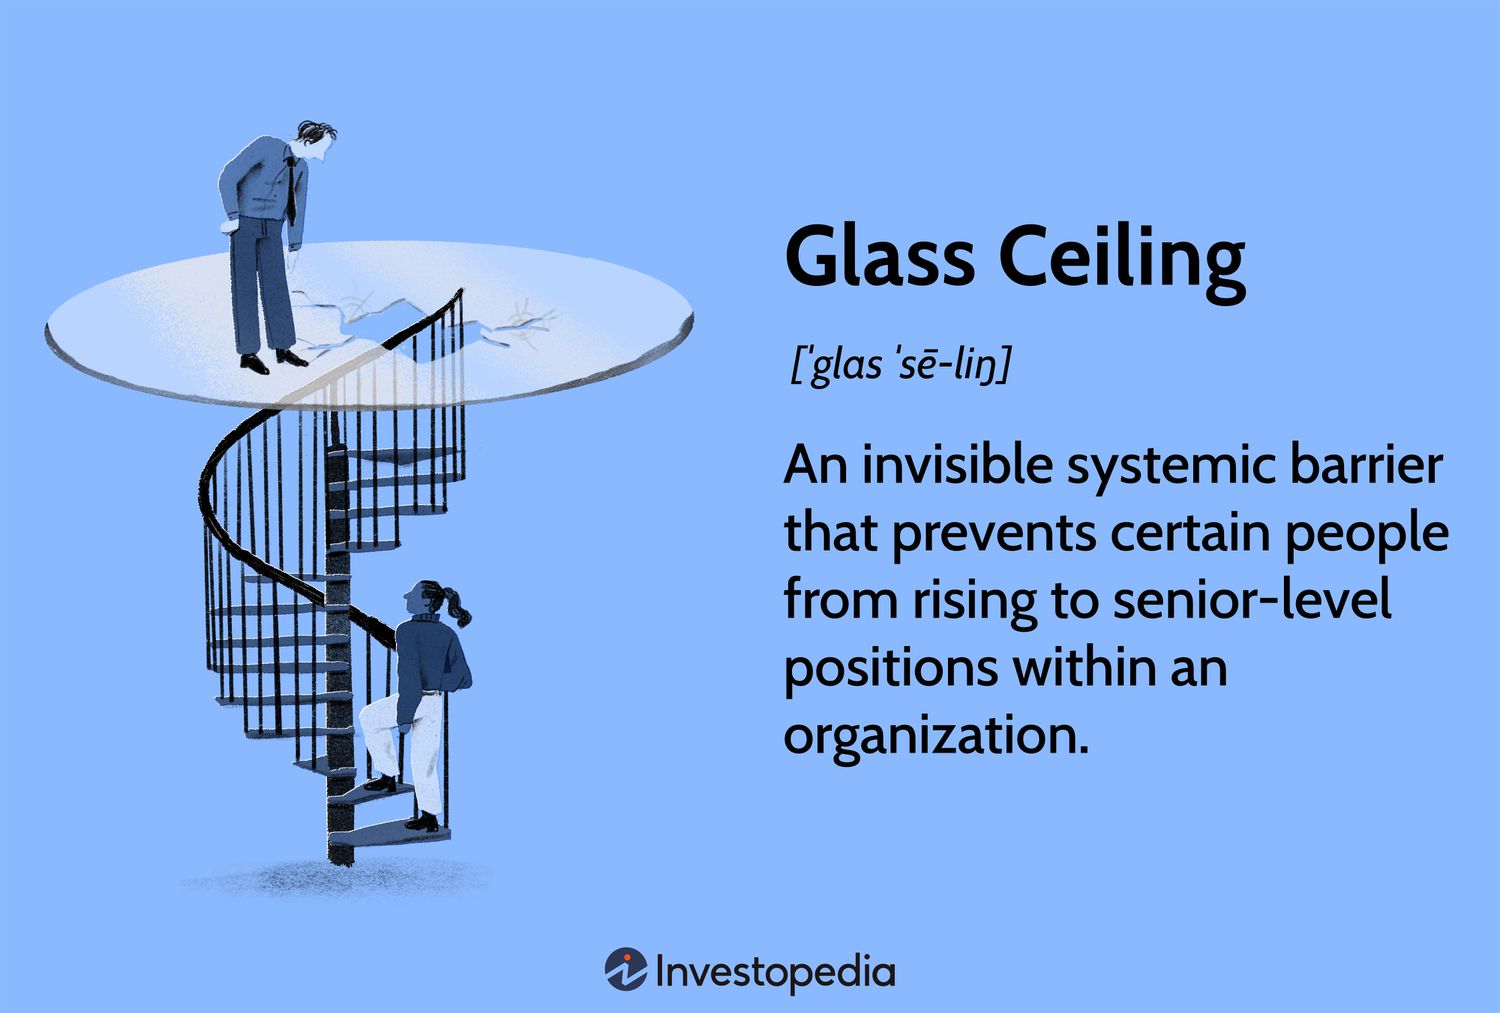 Glass Ceiling
[ˈglas ˈsē-liŋ]
An invisible systemic barrier
that prevents certain people
from rising to senior-level
positions within an
organization.
Investopedia